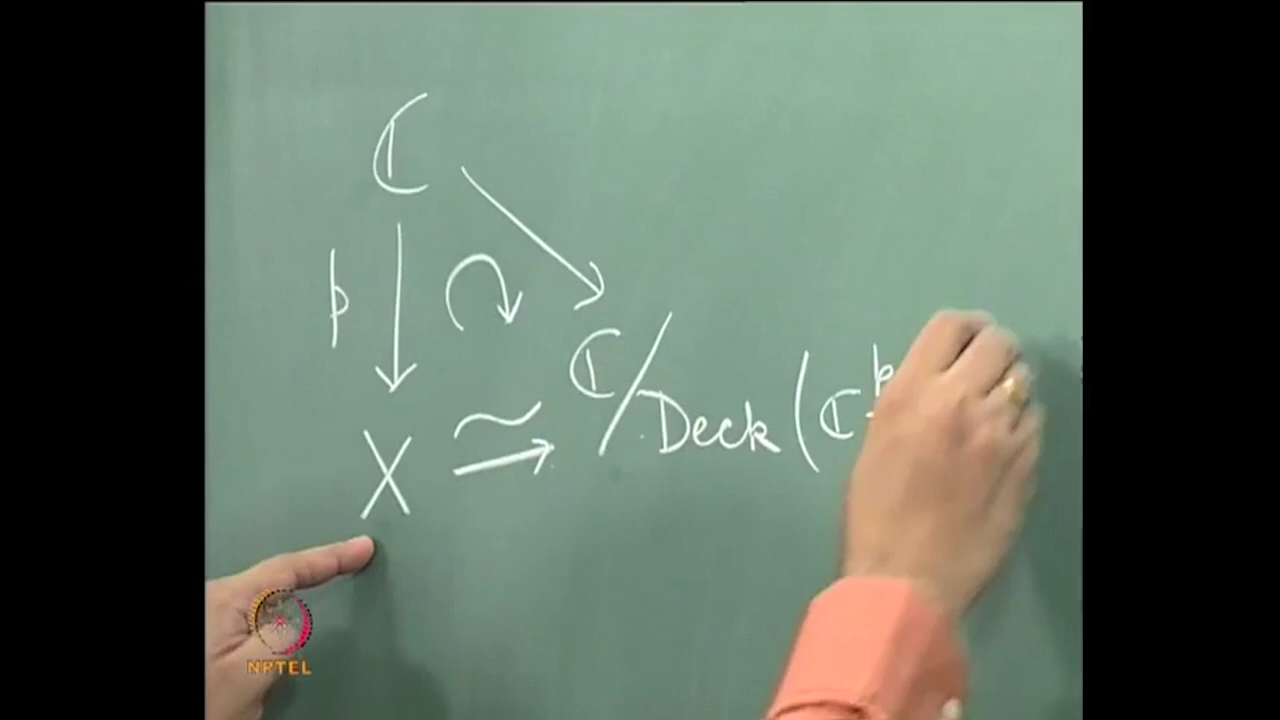 ℂ
p
ℂ/Deck(ℂ p
X ⥲
NPTEL